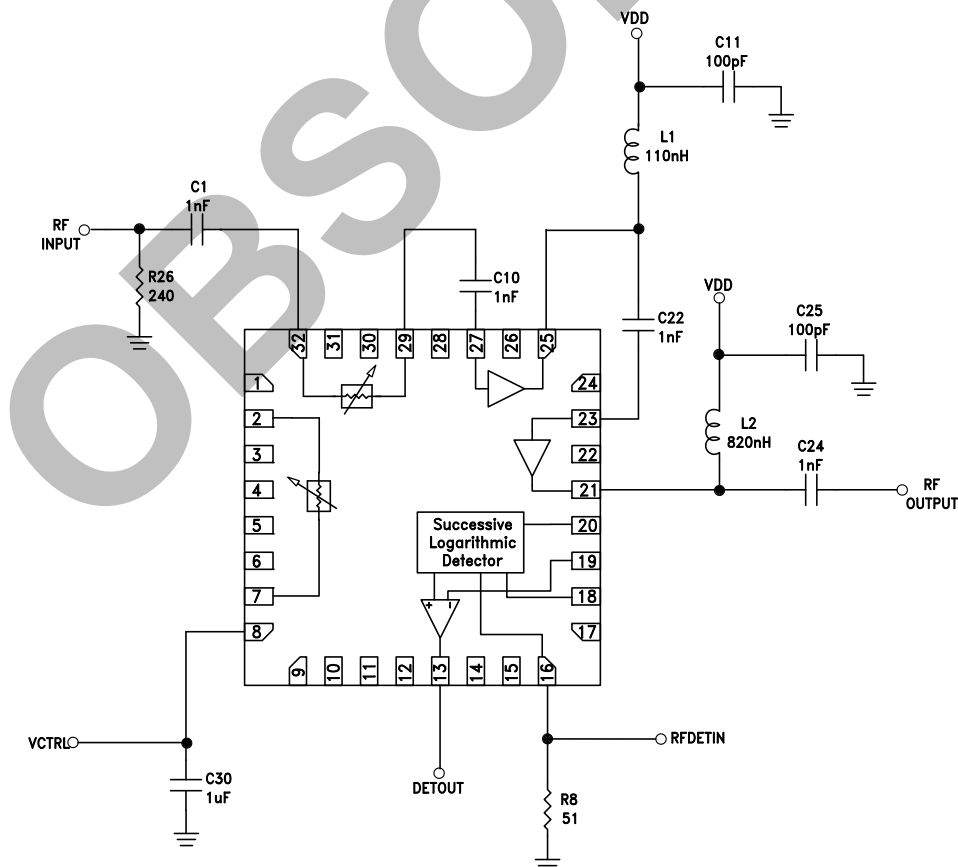 VDD
C11
100pF
L1
110nH
C1
1nF
RF
INPUT
R26
240
C10
1nF
C22
1nF
VDD
C25
100pF
L2
820nH
C24
1nF
RF
OUTPUT
32
31
30
29
28
27
26
25
1
2
3
4
5
6
7
8
24
23
22
21
20
19
18
17
Successive
Logarithmic
Detector
+
-
9
10
11
12
13
14
15
16
VCTRL
C30
1uF
DETOUT
RFDETIN
R8
51
OBSO